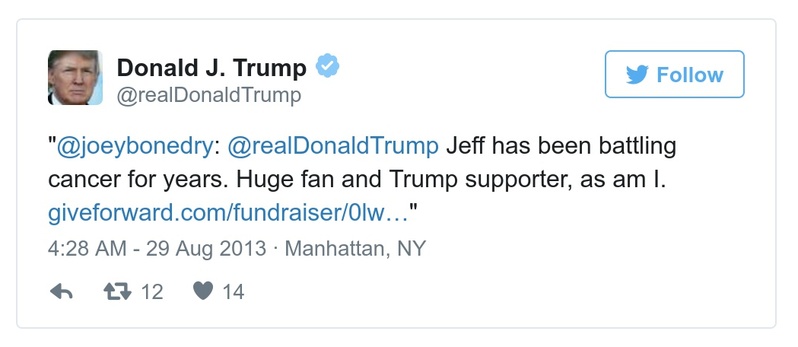 Donald J. Trump
@realDonaldTrump
Follow
"@joeybonedry: @realDonaldTrump Jeff has been battling
cancer for years. Huge fan and Trump supporter, as am I.
giveforward.com/fundraiser/0lw…"
4:28 AM - 29 Aug 2013 · Manhattan, NY
12 14